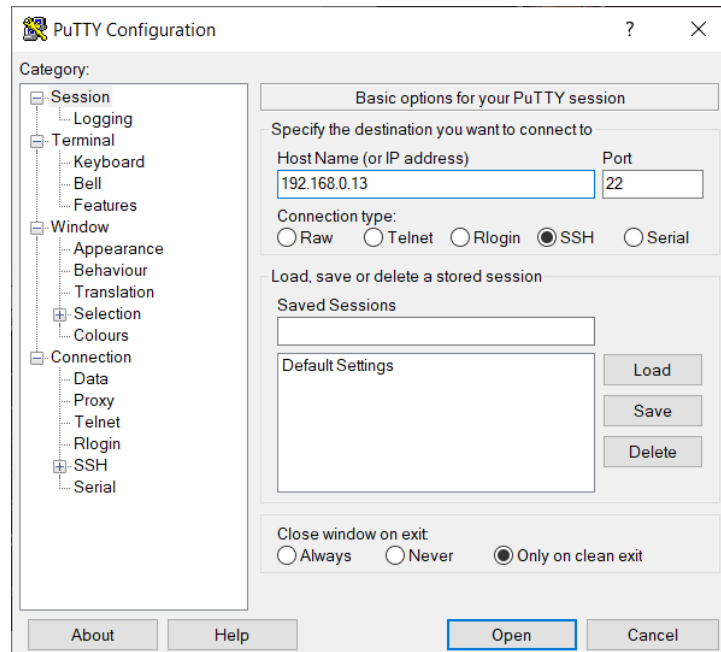 PuTTY Configuration
?
Category:
Session
Logging
Terminal
Keyboard
Bell
Features
Window
Appearance
Behaviour
Translation
Selection
Colours
Connection
Data
Proxy
Telnet
Rlogin
SSH
Serial
Basic options for your PuTTY session
Specify the destination you want to connect to
Host Name (or IP address) Port
192.168.0.13 22
Connection type:
Raw Telnet Rlogin SSH Serial
Load, save or delete a stored session
Saved Sessions
Default Settings
Load
Save
Delete
Close window on exit:
Always Never Only on clean exit
About Help Open Cancel